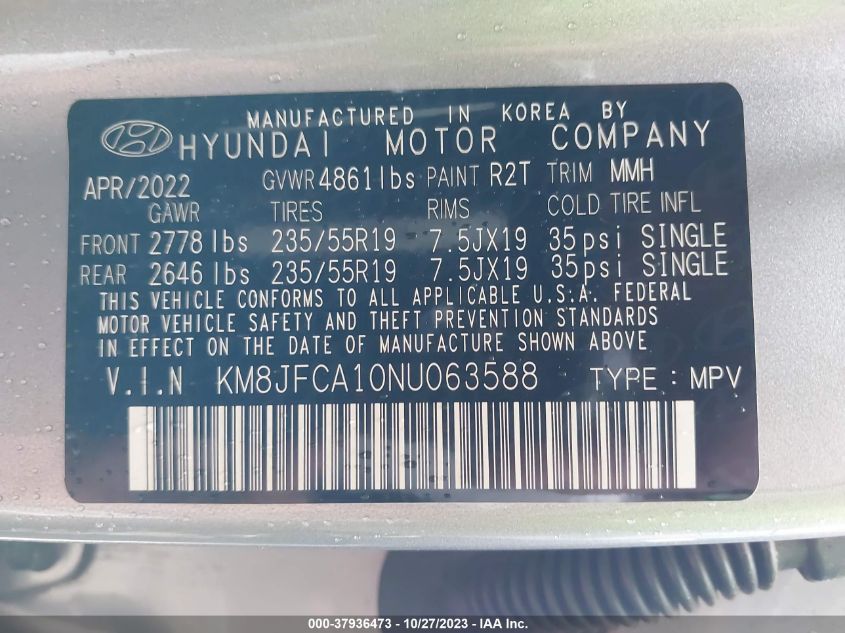 MANUFACTURED IN KOREA BY
HYUNDAI MOTOR COMPANY
APR/2022 GVWR 4861lbs PAINT R2T TRIM MMH
GAWR TIRES RIMS COLD TIRE INFL
FRONT 2778 lbs 235/55R19 7.5JX19 35psi SINGLE
REAR 2646 lbs 235/55R19 7.5JX19 35psi SINGLE
THIS VEHICLE CONFORMS TO ALL APPLICABLE U.S.A. FEDERAL
MOTOR VEHICLE SAFETY AND THEFT PREVENTION STANDARDS
IN EFFECT ON THE DATE OF MANUFACTURE SHOWN ABOVE.
V.I.N KM8JFCA10NU063588 TYPE : MPV
000-37936473 - 10/27/2023 - IAA Inc.